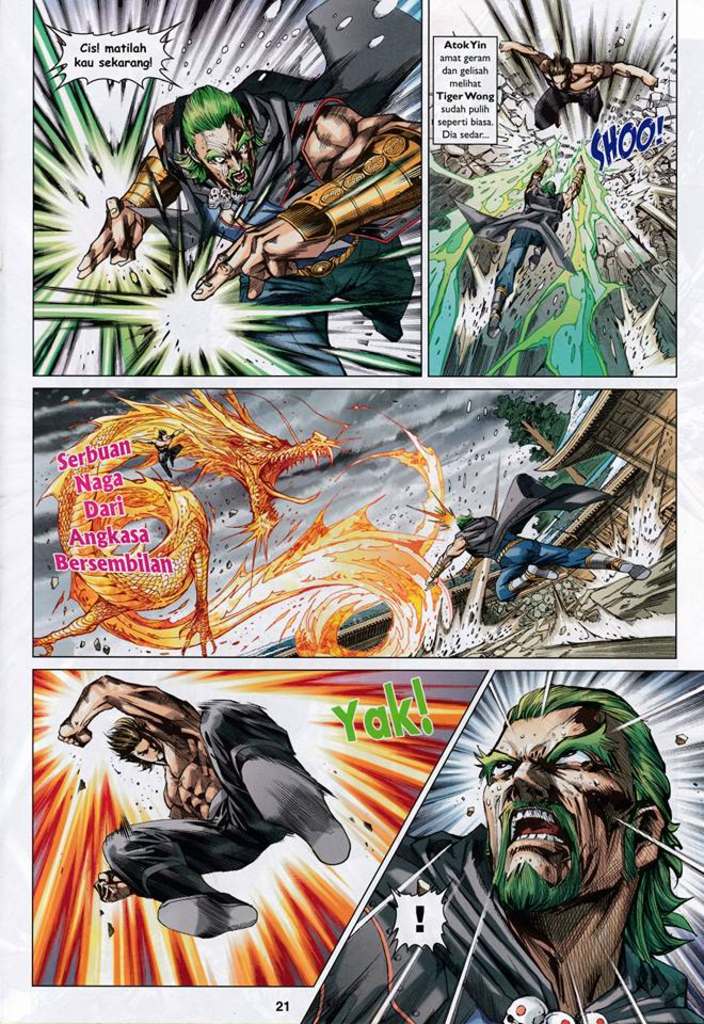 Cis! matilah
kau sekarang!
Atok Yin
amat geram
dan gelisah
melihat
Tiger Wong
sudah pulih
seperti biasa.
Dia sedar...
SHOO!
Serbuan
Naga
Dari
Angkasa
Bersembilan
Yak!
!
21